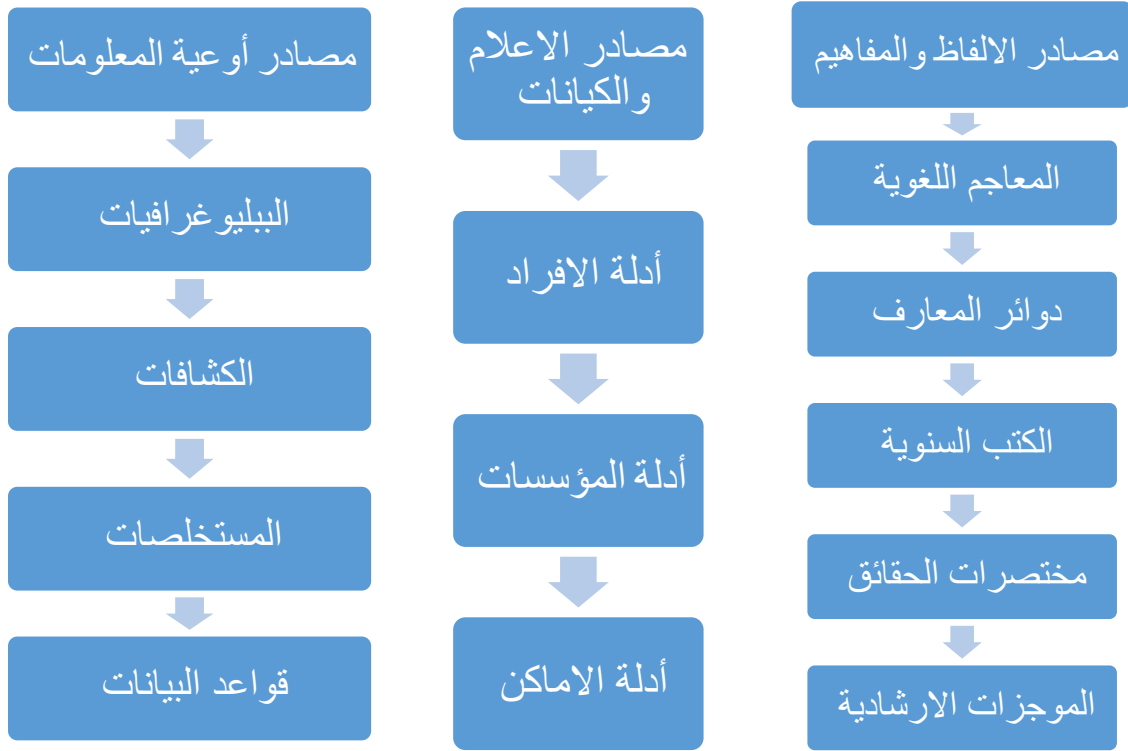 مصادر الالفاظ والمفاهيم
المعاجم اللغوية
دوائر المعارف
الكتب السنوية
مختصرات الحقائق
الموجزات الارشادية
مصادر الاعلام
والكيانات
أدلة الافراد
أدلة المؤسسات
أدلة الاماكن
مصادر أوعية المعلومات
الببليوغرافيات
الكشافات
المستخلصات
قواعد البيانات